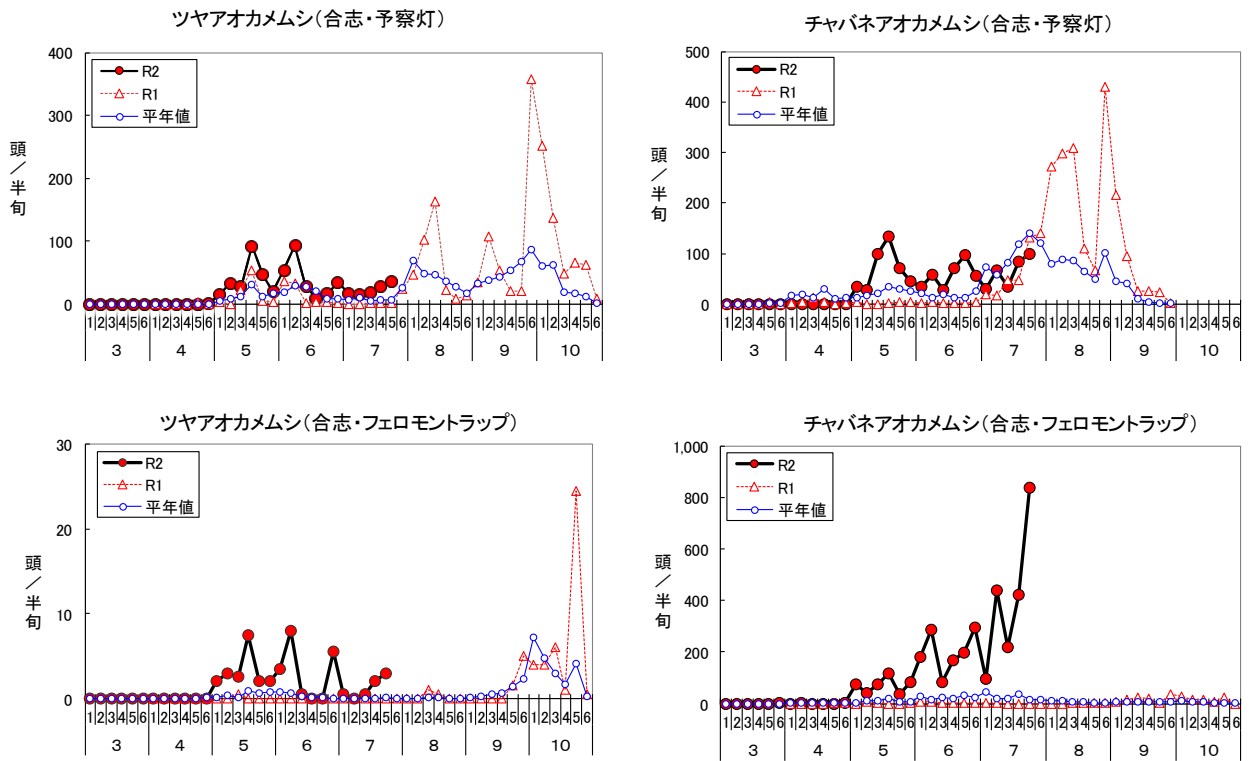 ツヤアオカメムシ(合志・予察灯)
頭／半旬
400
300
200
100
0
R2
R1
平年値
1 2 3 4 5 6 1 2 3 4 5 6 1 2 3 4 5 6 1 2 3 4 5 6 1 2 3 4 5 6 1 2 3 4 5 6 1 2 3 4 5 6 1 2 3 4 5 6
3 4 5 6 7 8 9 10
チャバネアオカメムシ(合志・予察灯)
頭／半旬
500
400
300
200
100
0
R2
R1
平年値
1 2 3 4 5 6 1 2 3 4 5 6 1 2 3 4 5 6 1 2 3 4 5 6 1 2 3 4 5 6 1 2 3 4 5 6 1 2 3 4 5 6 1 2 3 4 5 6
3 4 5 6 7 8 9 10
ツヤアオカメムシ(合志・フェロモントラップ)
頭／半旬
30
20
10
0
R2
R1
平年値
1 2 3 4 5 6 1 2 3 4 5 6 1 2 3 4 5 6 1 2 3 4 5 6 1 2 3 4 5 6 1 2 3 4 5 6 1 2 3 4 5 6 1 2 3 4 5 6
3 4 5 6 7 8 9 10
チャバネアオカメムシ(合志・フェロモントラップ)
頭／半旬
1,000
800
600
400
200
0
R2
R1
平年値
1 2 3 4 5 6 1 2 3 4 5 6 1 2 3 4 5 6 1 2 3 4 5 6 1 2 3 4 5 6 1 2 3 4 5 6 1 2 3 4 5 6 1 2 3 4 5 6
3 4 5 6 7 8 9 10